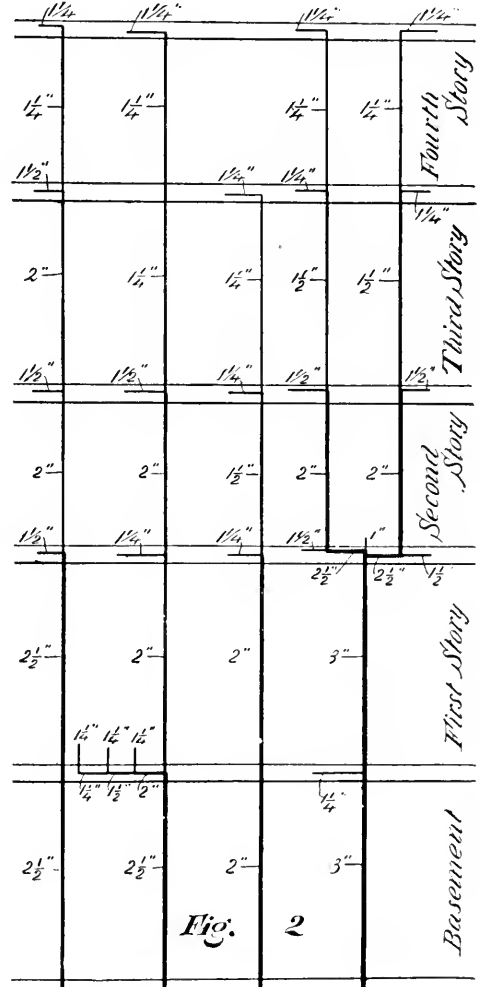 1¼" 1¼" 1¼" 1¼"
1¼" 1¼" 1¼" 1¼"
Fourth
Story
1½" 1¼" 1¼"
1¼"
2" 1¼" 1¼" 1½" 1½"
Third Story
1½" 1½" 1¼" 1½" 1½"
2" 2" 1½" 2" 2"
Second
Story
1½" 1¼" 1¼" 1½" 1"
2½" 2½" 1½"
2½" 2" 2" 3"
First Story
1¼" 1¼" 1¼"
1¼" 1½" 2" 1¼"
2½" 2½" 2" 3"
Basement
Fig. 2